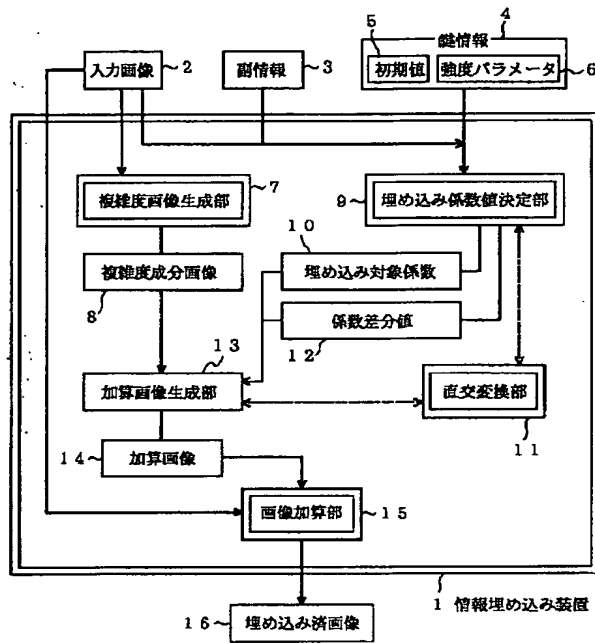 4
5 鍵情報
入力画像 2
副情報 3
初期値 強度パラメータ 6
7
複雑度画像生成部
9 埋め込み係数値決定部
10
複雑度成分画像
埋め込み対象係数
8
係数差分値
13
12
加算画像生成部
直交変換部
14 加算画像
11
画像加算部 15
1 情報埋め込み装置
16 埋め込み済画像